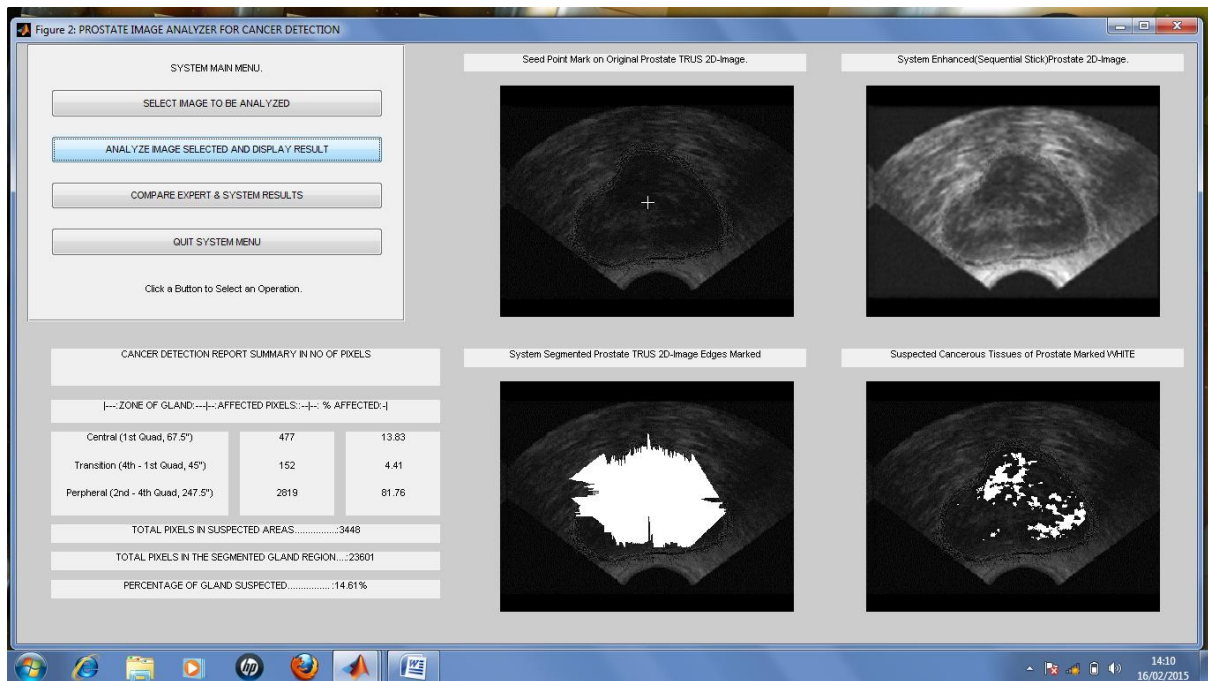 Figure 2: PROSTATE IMAGE ANALYZER FOR CANCER DETECTION
SYSTEM MAIN MENU.
SELECT IMAGE TO BE ANALYZED
ANALYZE IMAGE SELECTED AND DISPLAY RESULT
COMPARE EXPERT & SYSTEM RESULTS
QUIT SYSTEM MENU
Click a Button to Select an Operation.
Seed Point Mark on Original Prostate TRUS 2D-Image.
System Enhanced(Sequential Stick)Prostate 2D-Image.
CANCER DETECTION REPORT SUMMARY IN NO OF PIXELS
|---:ZONE OF GLAND:---|--:AFFECTED PIXELS::--|--: % AFFECTED:-|
Central (1st Quad, 67.5") 477 13.83
Transition (4th - 1st Quad, 45") 152 4.41
Perpheral (2nd - 4th Quad, 247.5") 2819 81.76
TOTAL PIXELS IN SUSPECTED AREAS...............:3448
TOTAL PIXELS IN THE SEGMENTED GLAND REGION....:23601
PERCENTAGE OF GLAND SUSPECTED................:14.61%
System Segmented Prostate TRUS 2D-Image Edges Marked
Suspected Cancerous Tissues of Prostate Marked WHITE
hp
W
14:10
16/02/2015